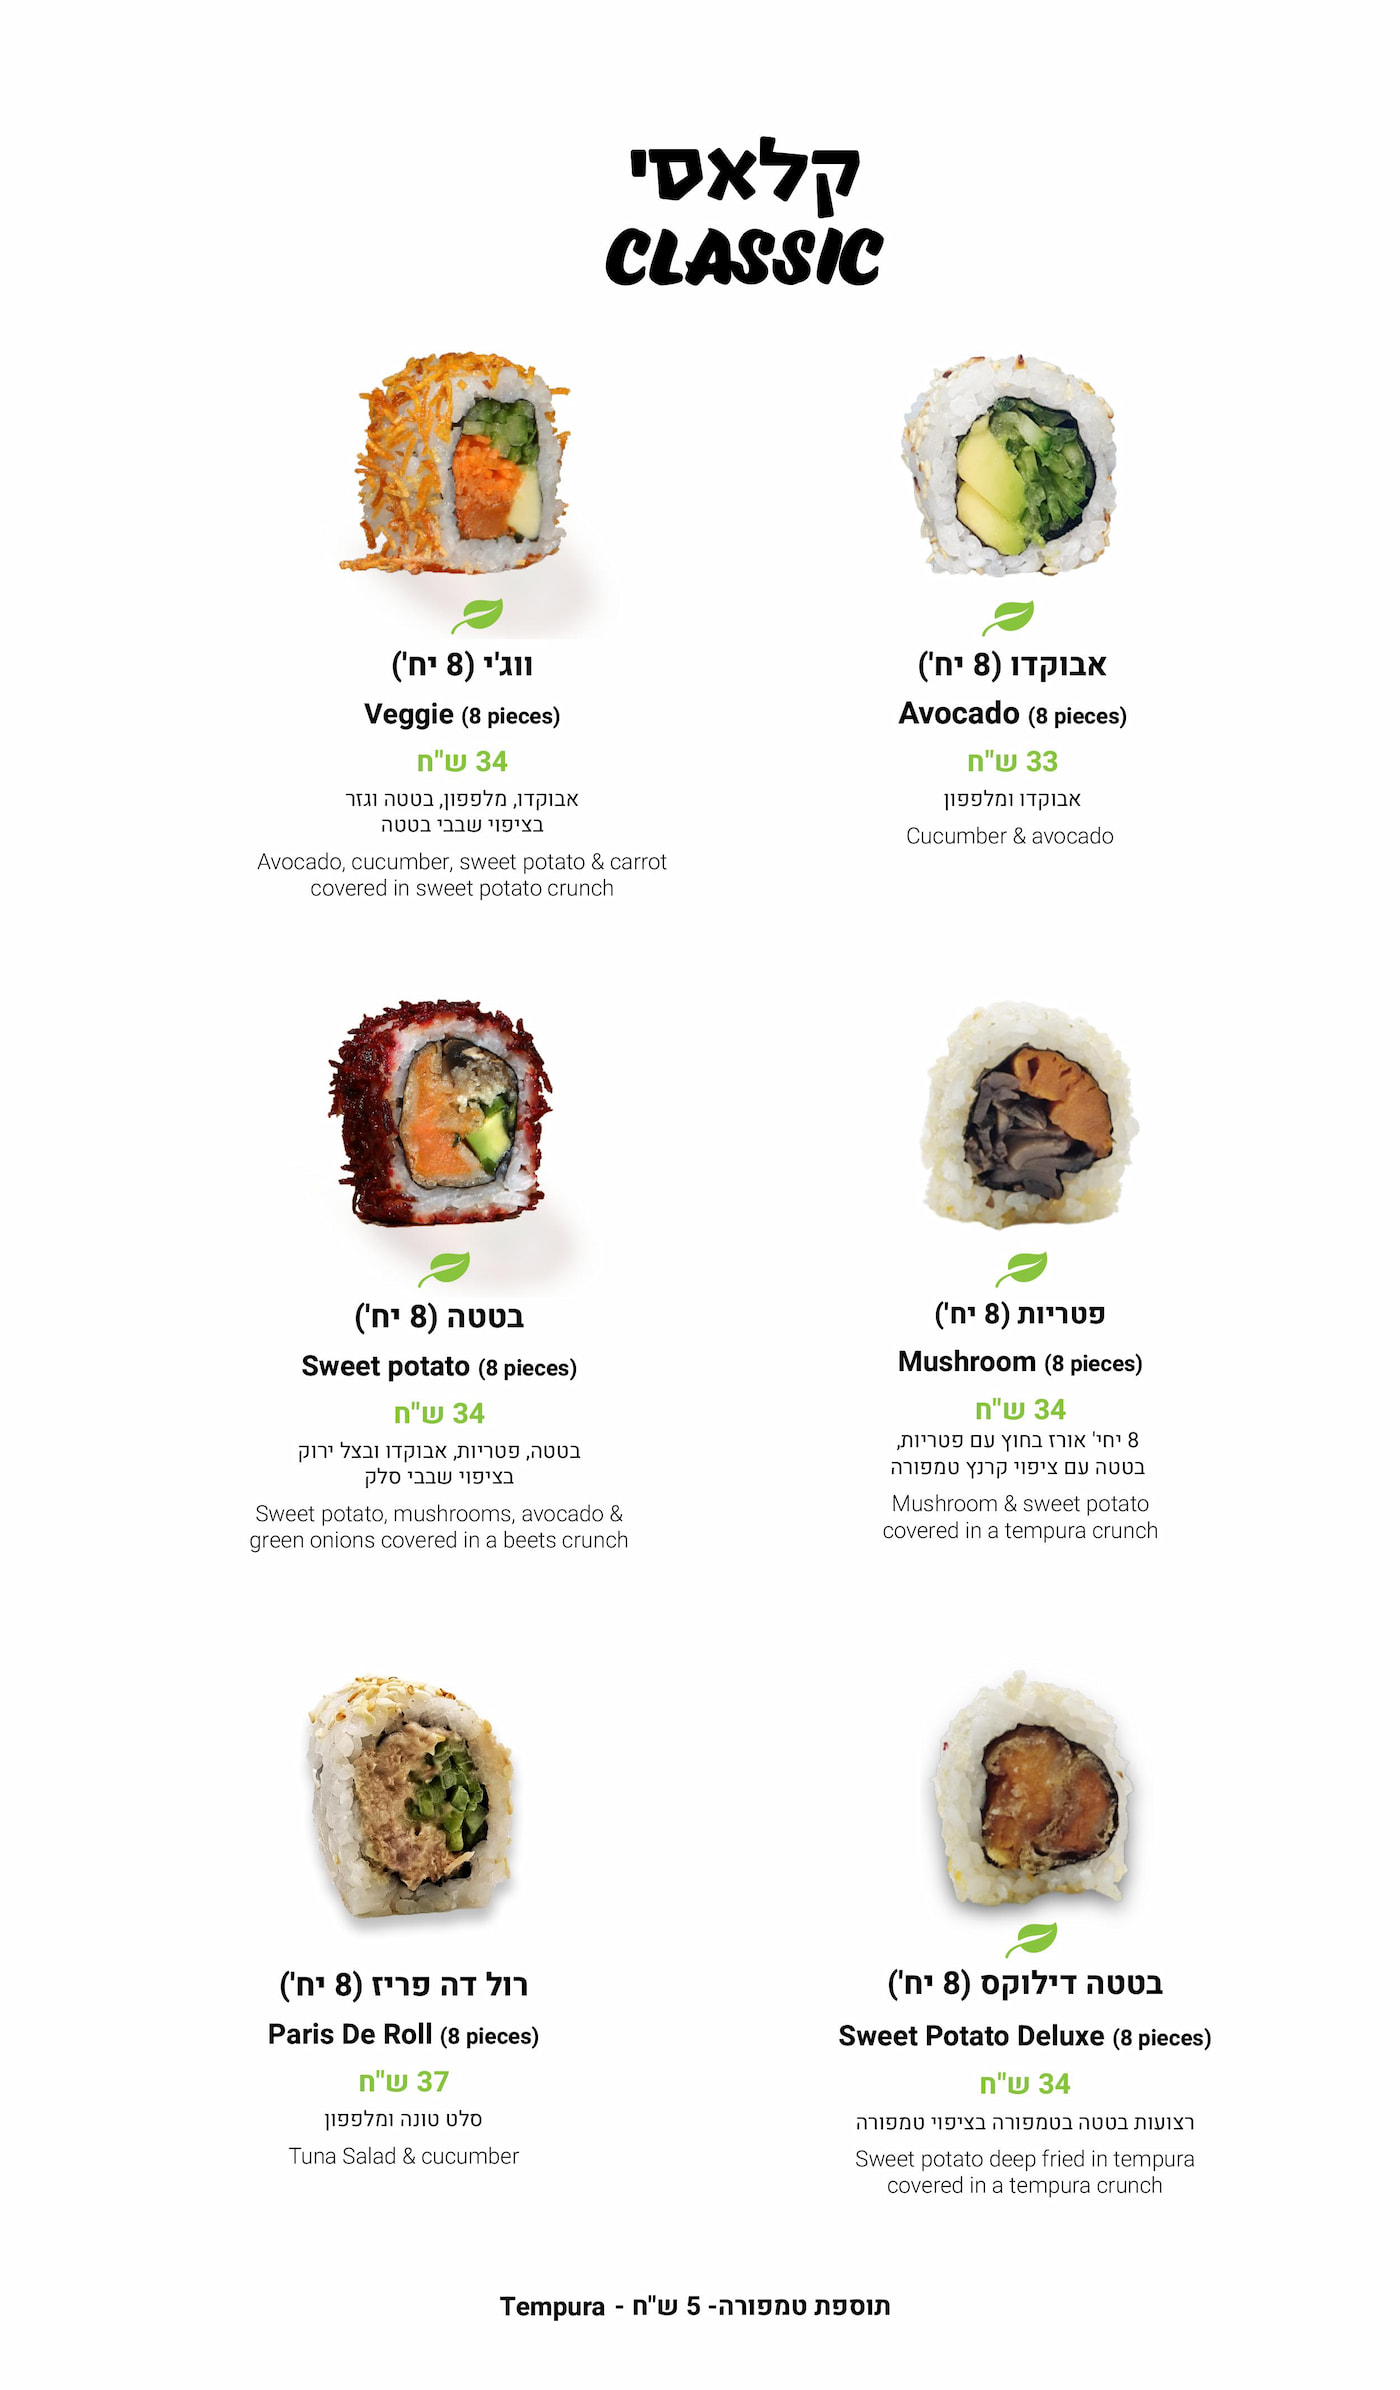 קלאסי
CLASSIC
אבוקדו (8 יח')
Avocado (8 pieces)
33 ש"ח
אבוקדו ומלפפון
Cucumber & avocado
ווג'י (8 יח')
Veggie (8 pieces)
34 ש"ח
אבוקדו, מלפפון, בטטה וגזר
בציפוי שבבי בטטה
Avocado, cucumber, sweet potato & carrot
covered in sweet potato crunch
פטריות (8 יח')
Mushroom (8 pieces)
34 ש"ח
8 יחי' אורז בחוץ עם פטריות,
בטטה עם ציפוי קרנץ טמפורה
Mushroom & sweet potato
covered in a tempura crunch
בטטה (8 יח')
Sweet potato (8 pieces)
34 ש"ח
בטטה, פטריות, אבוקדו ובצל ירוק
בציפוי שבבי סלק
Sweet potato, mushrooms, avocado &
green onions covered in a beets crunch
בטטה דילוקס (8 יח')
Sweet Potato Deluxe (8 pieces)
34 ש"ח
רצועות בטטה בטמפורה בציפוי טמפורה
Sweet potato deep fried in tempura
covered in a tempura crunch
רול דה פריז (8 יח')
Paris De Roll (8 pieces)
37 ש"ח
סלט טונה ומלפפון
Tuna Salad & cucumber
תוספת טמפורה- 5 ש"ח - Tempura